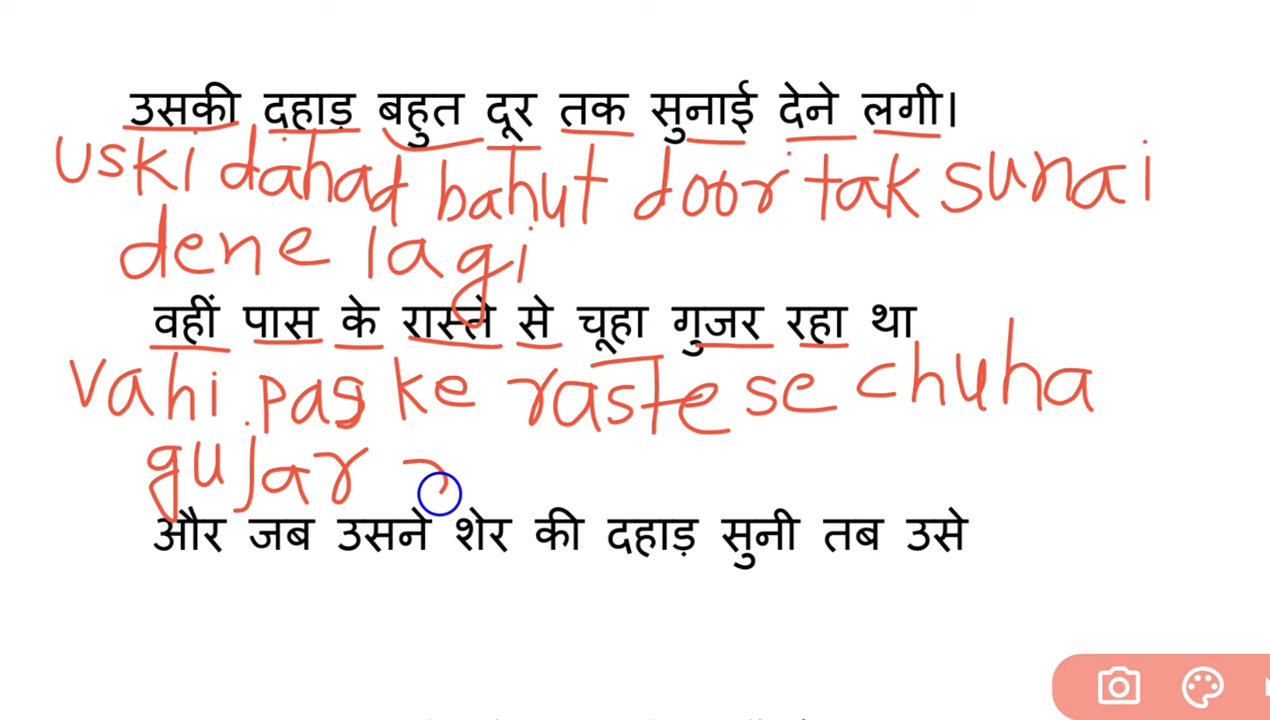 उसकी दहाड़ बहुत दूर तक सुनाई देने लगी।
uski dahad bahut door tak sunai
dene lagi
वहीं पास के रास्ते से चूहा गुजर रहा था
vahi pas ke raste se chuha
gujar r
और जब उसने शेर की दहाड़ सुनी तब उसे